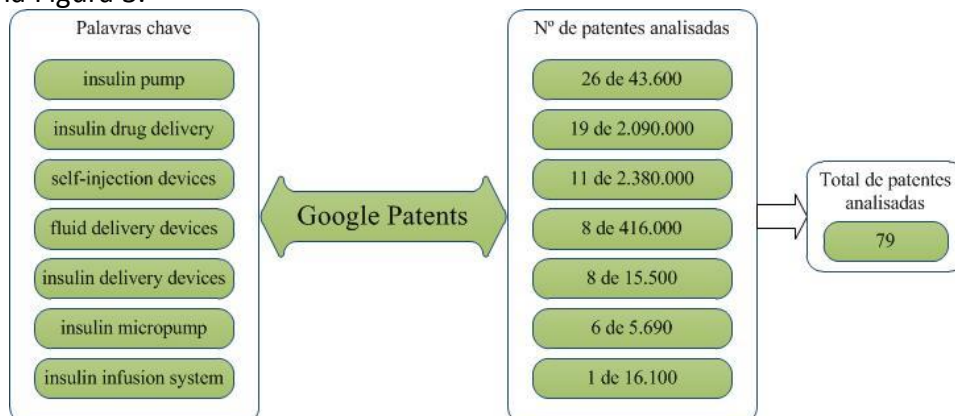 na Figura 3.
Palavras chave
insulin pump
insulin drug delivery
self-injection devices
fluid delivery devices
insulin delivery devices
insulin micropump
insulin infusion system
Google Patents
Nº de patentes analisadas
26 de 43.600
19 de 2.090.000
11 de 2.380.000
8 de 416.000
8 de 15.500
6 de 5.690
1 de 16.100
Total de patentes
analisadas
79